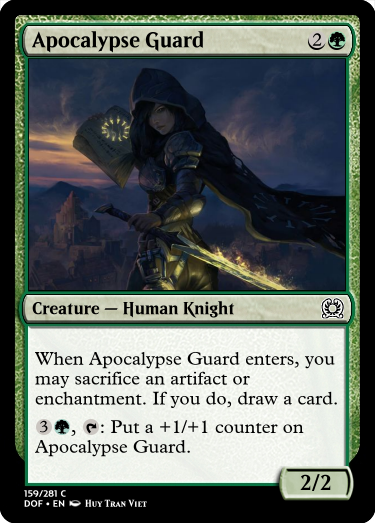 Apocalypse Guard 2
Creature — Human Knight
When Apocalypse Guard enters, you
may sacrifice an artifact or
enchantment. If you do, draw a card.
3, : Put a +1/+1 counter on
Apocalypse Guard.
2/2
159/281 C
DOF • EN Huy Tran Viet